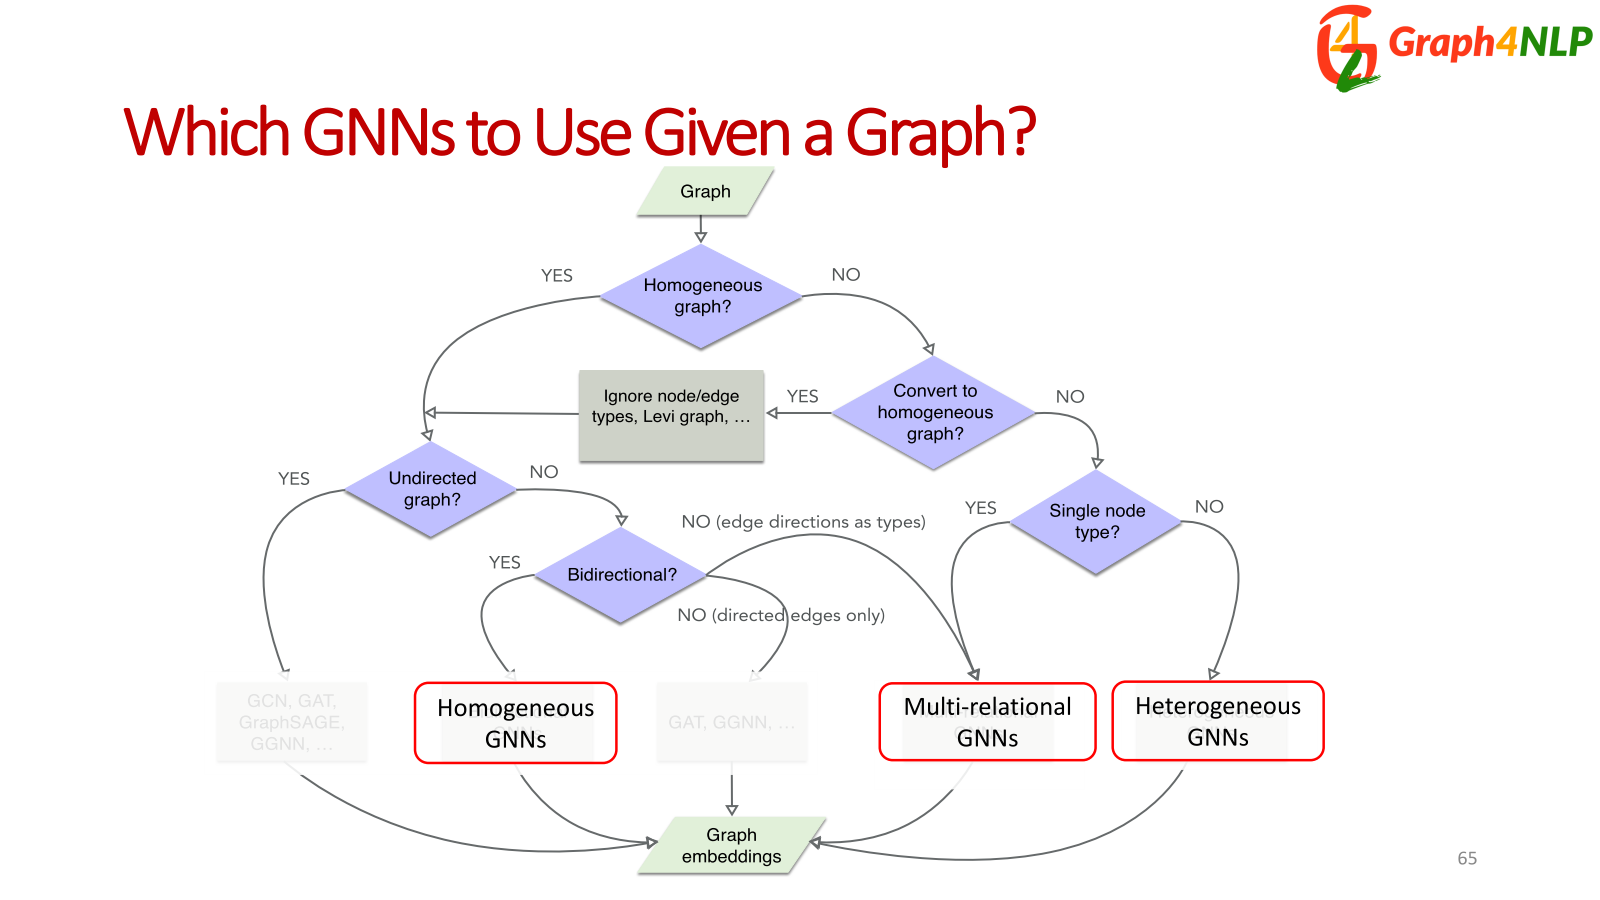 Graph4NLP
Which GNNs to Use Given a Graph?
Graph
YES
NO
Homogeneous
graph?
Ignore node/edge
types, Levi graph, …
YES
Convert to
homogeneous
graph?
NO
YES
Undirected
graph?
NO
NO (edge directions as types)
YES
Single node
type?
NO
YES
Bidirectional?
NO (directed edges only)
GCN, GAT,
GraphSAGE,
GGNN, …
Homogeneous
GNNs
GAT, GGNN, …
Multi-relational
GNNs
Heterogeneous
GNNs
Graph
embeddings
65